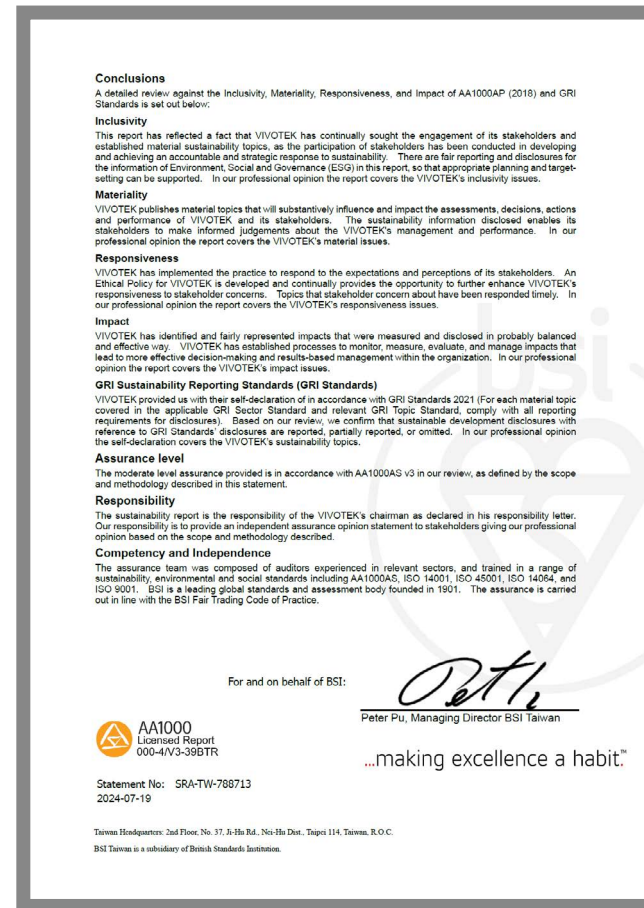 Conclusions
A detailed review against the Inclusivity, Materiality, Responsiveness, and Impact of AA1000AP (2018) and GRI
Standards is set out below:
Inclusivity
This report has reflected a fact that VIVOTEK has continually sought the engagement of its stakeholders and
established material sustainability topics, as the participation of stakeholders has been conducted in developing
and achieving an accountable and strategic response to sustainability. There are fair reporting and disclosures for
the information of Environment, Social and Governance (ESG) in this report, so that appropriate planning and target-
setting can be supported. In our professional opinion the report covers the VIVOTEK's inclusivity issues.
Materiality
VIVOTEK publishes material topics that will substantively influence and impact the assessments, decisions, actions
and performance of VIVOTEK and its stakeholders. The sustainability information disclosed enables its
stakeholders to make informed judgements about the VIVOTEK's management and performance. In our
professional opinion the report covers the VIVOTEK's material issues.
Responsiveness
VIVOTEK has implemented the practice to respond to the expectations and perceptions of its stakeholders. An
Ethical Policy for VIVOTEK is developed and continually provides the opportunity to further enhance VIVOTEK's
responsiveness to stakeholder concerns. Topics that stakeholder concern about have been responded timely. In
our professional opinion the report covers the VIVOTEK's responsiveness issues.
Impact
VIVOTEK has identified and fairly represented impacts that were measured and disclosed in probably balanced
and effective way. VIVOTEK has established processes to monitor, measure, evaluate, and manage impacts that
lead to more effective decision-making and results-based management within the organization. In our professional
opinion the report covers the VIVOTEK's impact issues.
GRI Sustainability Reporting Standards (GRI Standards)
VIVOTEK provided us with their self-declaration of in accordance with GRI Standards 2021 (For each material topic
covered in the applicable GRI Sector Standard and relevant GRI Topic Standard, comply with all reporting
requirements for disclosures). Based on our review, we confirm that sustainable development disclosures with
reference to GRI Standards' disclosures are reported, partially reported, or omitted. In our professional opinion
the self-declaration covers the VIVOTEK's sustainability topics.
Assurance level
The moderate level assurance provided is in accordance with AA1000AS v3 in our review, as defined by the scope
and methodology described in this statement.
Responsibility
The sustainability report is the responsibility of the VIVOTEK's chairman as declared in his responsibility letter.
Our responsibility is to provide an independent assurance opinion statement to stakeholders giving our professional
opinion based on the scope and methodology described.
Competency and Independence
The assurance team was composed of auditors experienced in relevant sectors, and trained in a range of
sustainability, environmental and social standards including AA1000AS, ISO 14001, ISO 45001, ISO 14064, and
ISO 9001. BSI is a leading global standards and assessment body founded in 1901. The assurance is carried
out in line with the BSI Fair Trading Code of Practice.
bsi
For and on behalf of BSI:
Peter Pu, Managing Director BSI Taiwan
AA1000
Licensed Report
000-4/V3-39BTR
...making excellence a habit.™
Statement No: SRA-TW-788713
2024-07-19
Taiwan Headquarters: 2nd Floor, No. 37, Ji-Hu Rd., Nei-Hu Dist., Taipei 114, Taiwan, R.O.C.
BSI Taiwan is a subsidiary of British Standards Institution.